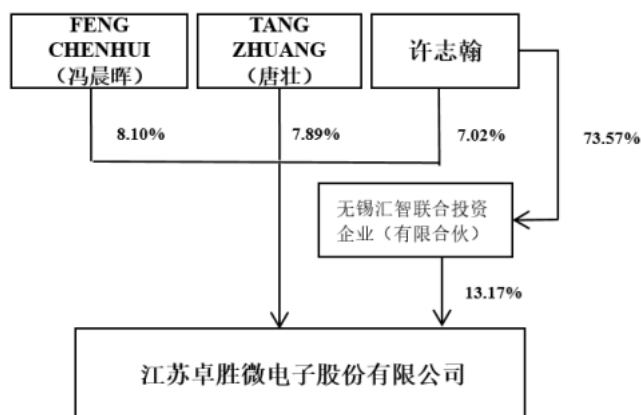 FENG
CHENHUI
（冯晨晖）
TANG
ZHUANG
（唐壮）
许志翰
8.10%
7.89%
7.02%
73.57%
无锡汇智联合投资
企业（有限合伙）
13.17%
江苏卓胜微电子股份有限公司